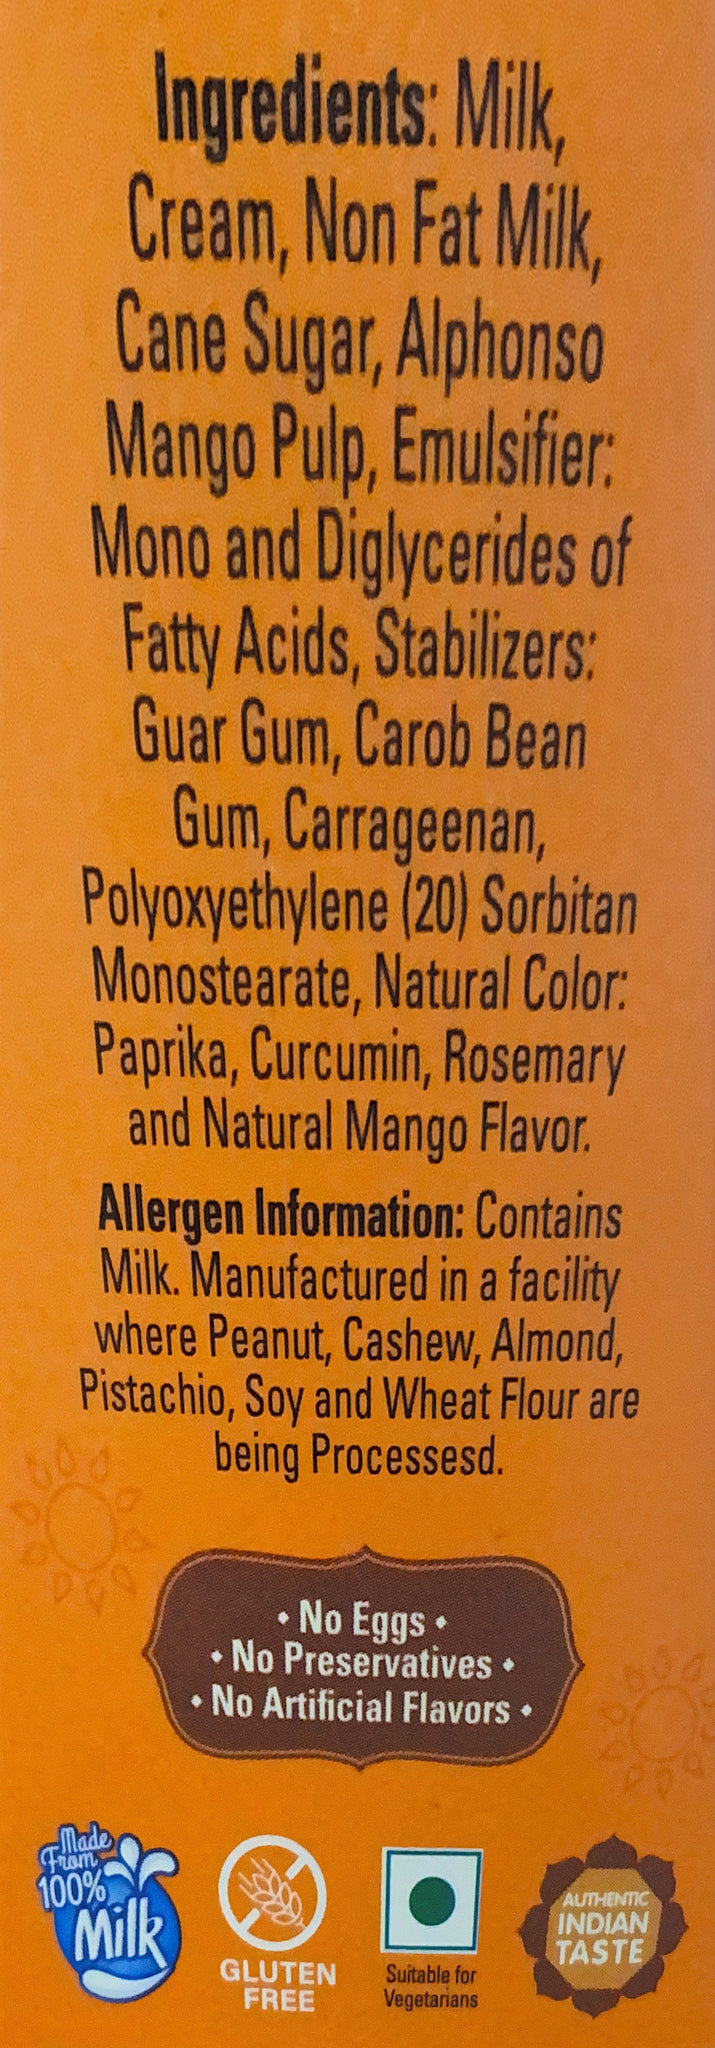 Ingredients: Milk,
Cream, Non Fat Milk,
Cane Sugar, Alphonso
Mango Pulp, Emulsifier:
Mono and Diglycerides of
Fatty Acids, Stabilizers:
Guar Gum, Carob Bean
Gum, Carrageenan,
Polyoxyethylene (20) Sorbitan
Monostearate, Natural Color:
Paprika, Curcumin, Rosemary
and Natural Mango Flavor.
Allergen Information: Contains
Milk. Manufactured in a facility
where Peanut, Cashew, Almond,
Pistachio, Soy and Wheat Flour are
being Processesd.
• No Eggs •
• No Preservatives •
• No Artificial Flavors •
Made
From
100%
Milk
GLUTEN
FREE
Suitable for
Vegetarians
AUTHENTIC
INDIAN
TASTE